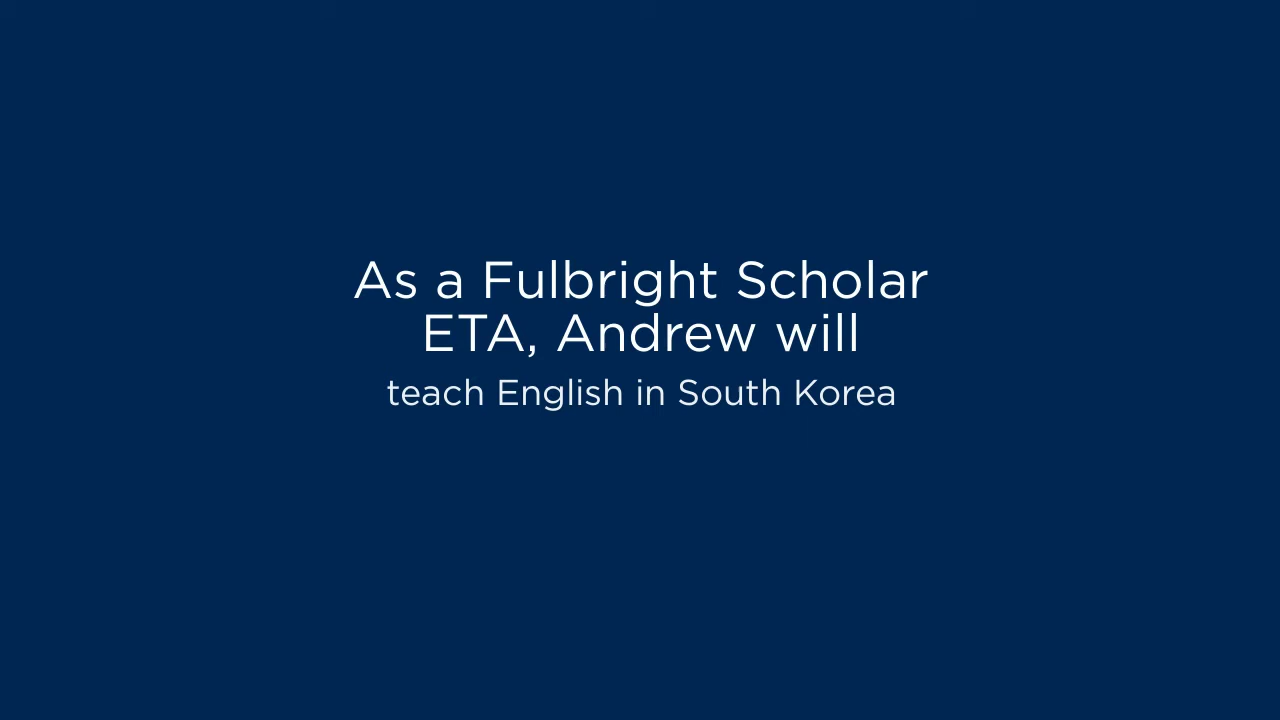 As a Fulbright Scholar
ETA, Andrew will
teach English in South Korea